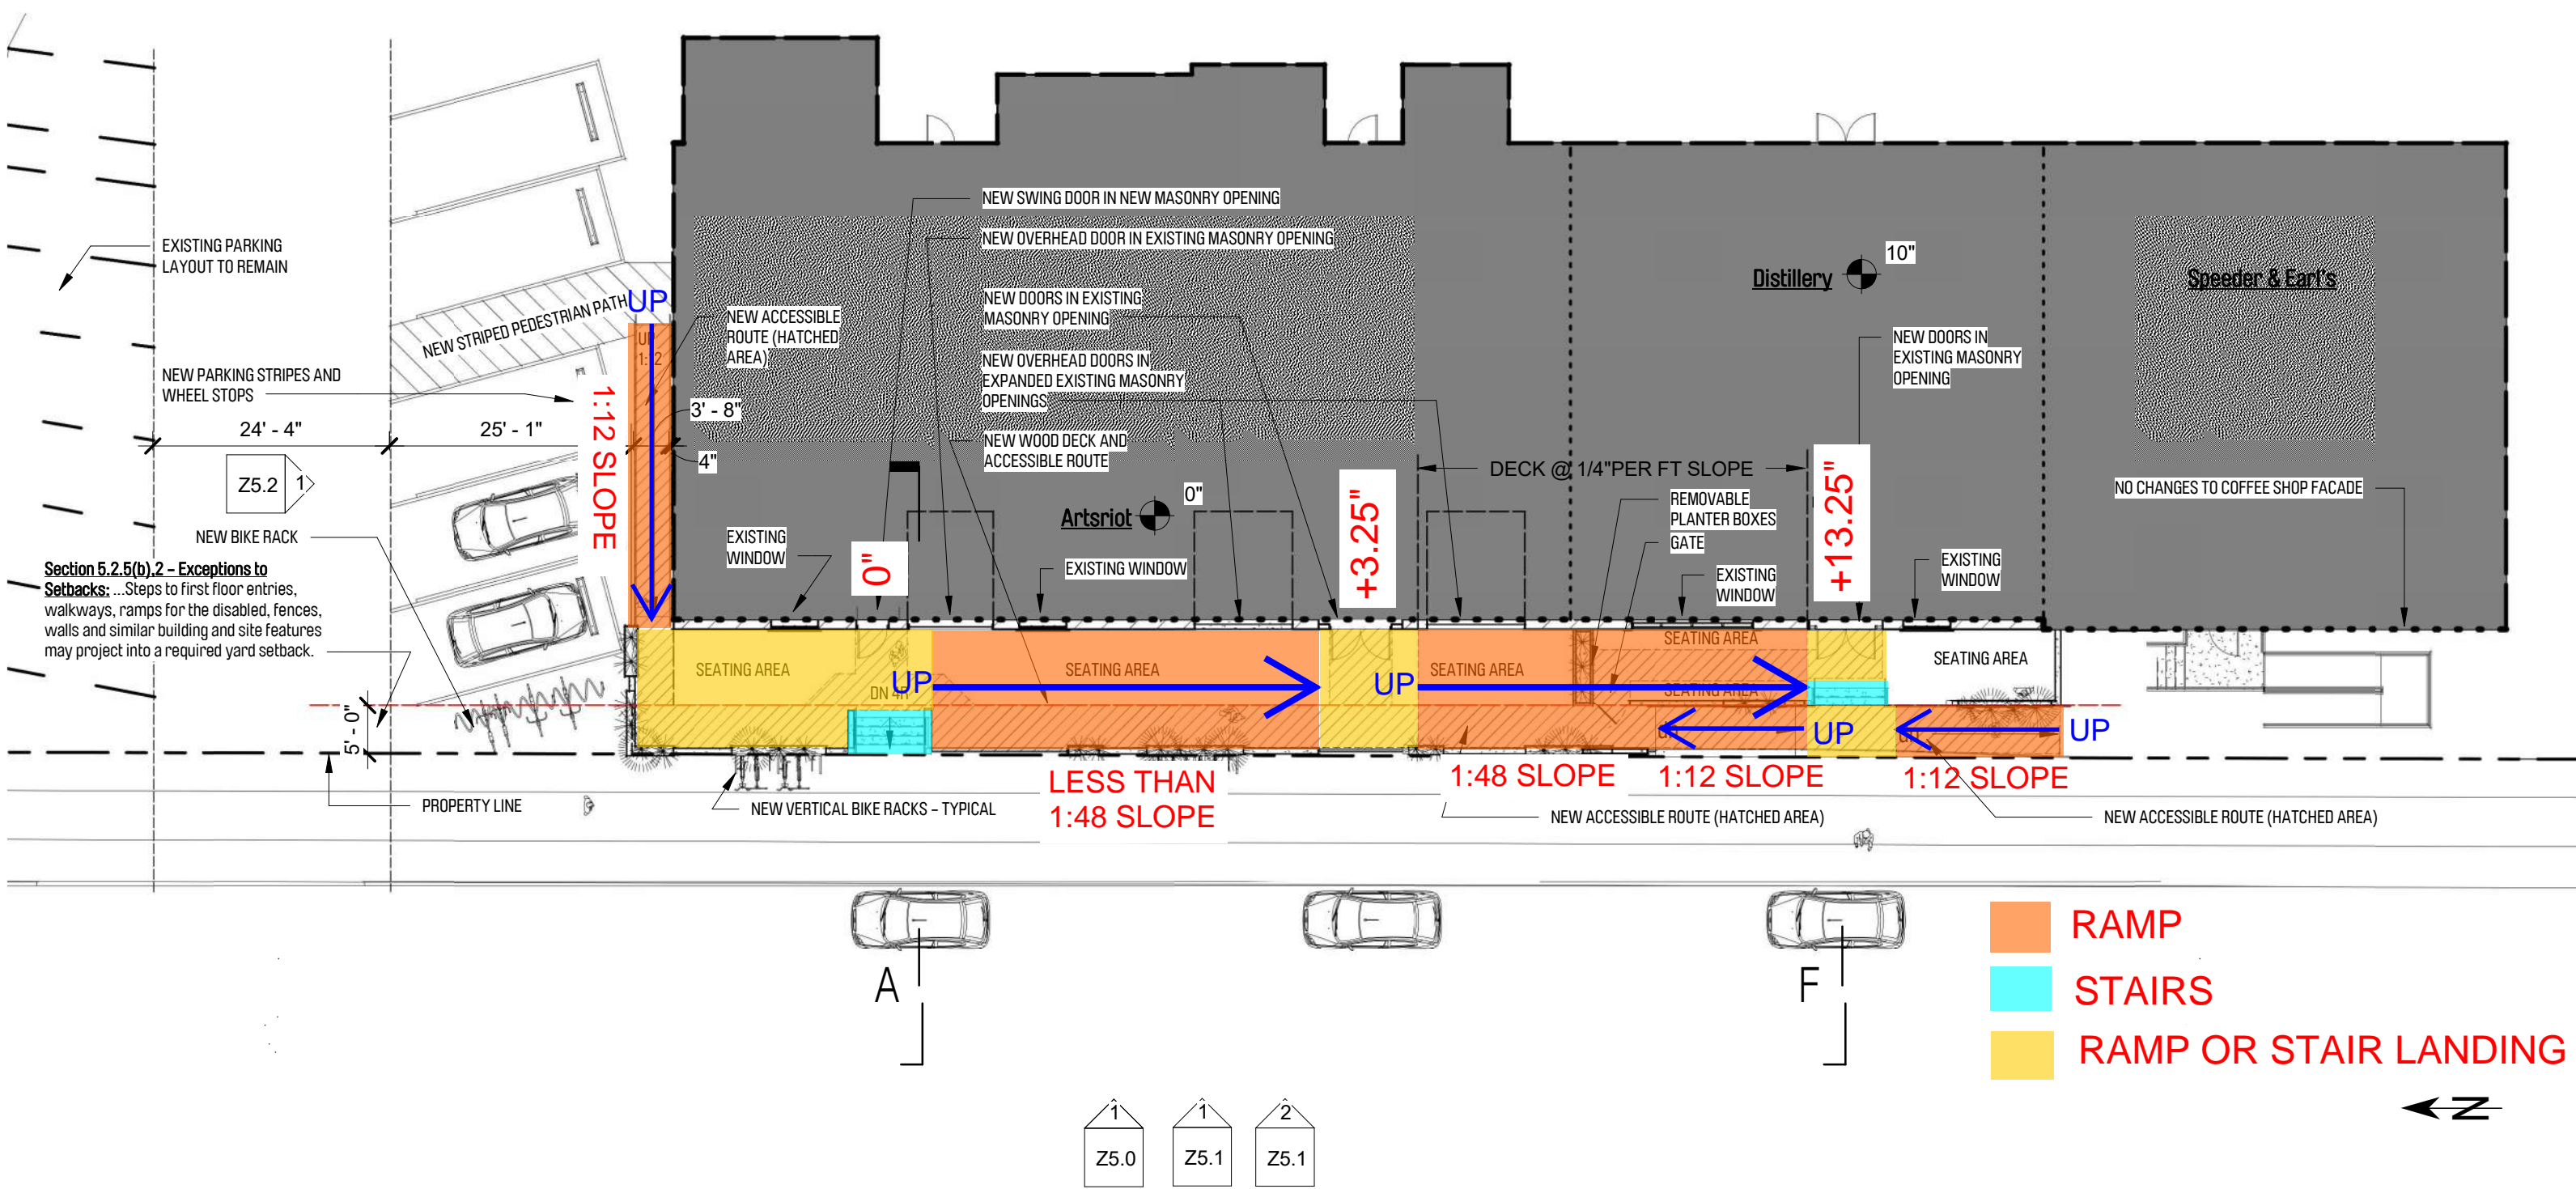 NEW SWING DOOR IN NEW MASONRY OPENING
NEW OVERHEAD DOOR IN EXISTING MASONRY OPENING
EXISTING PARKING
LAYOUT TO REMAIN
NEW STRIPED PEDESTRIAN PATH
UP
UP
1:12
NEW ACCESSIBLE
ROUTE (HATCHED
AREA)
NEW DOORS IN EXISTING
MASONRY OPENING
NEW OVERHEAD DOORS IN
EXPANDED EXISTING MASONRY
OPENINGS
NEW WOOD DECK AND
ACCESSIBLE ROUTE
Distillery
10"
Speeder & Earl's
NEW DOORS IN
EXISTING MASONRY
OPENING
NEW PARKING STRIPES AND
WHEEL STOPS
24' - 4"
25' - 1"
3' - 8"
4"
1:12 SLOPE
Z5.2
1
NEW BIKE RACK
Section 5.2.5(b).2 – Exceptions to
Setbacks: ...Steps to first floor entries,
walkways, ramps for the disabled, fences,
walls and similar building and site features
may project into a required yard setback.
5' - 0"
EXISTING
WINDOW
0"
Artsriot
0"
EXISTING WINDOW
+3.25"
DECK @ 1/4"PER FT SLOPE
REMOVABLE
PLANTER BOXES
GATE
EXISTING
WINDOW
+13.25"
EXISTING
WINDOW
NO CHANGES TO COFFEE SHOP FACADE
SEATING AREA
DN 4R
UP
SEATING AREA
UP
SEATING AREA
SEATING AREA
SEATING AREA
SEATING AREA
UP
UP
LESS THAN
1:48 SLOPE
1:48 SLOPE
1:12 SLOPE
1:12 SLOPE
PROPERTY LINE
NEW VERTICAL BIKE RACKS – TYPICAL
NEW ACCESSIBLE ROUTE (HATCHED AREA)
NEW ACCESSIBLE ROUTE (HATCHED AREA)
A
F
RAMP
STAIRS
RAMP OR STAIR LANDING
N
1
Z5.0
1
Z5.1
2
Z5.1